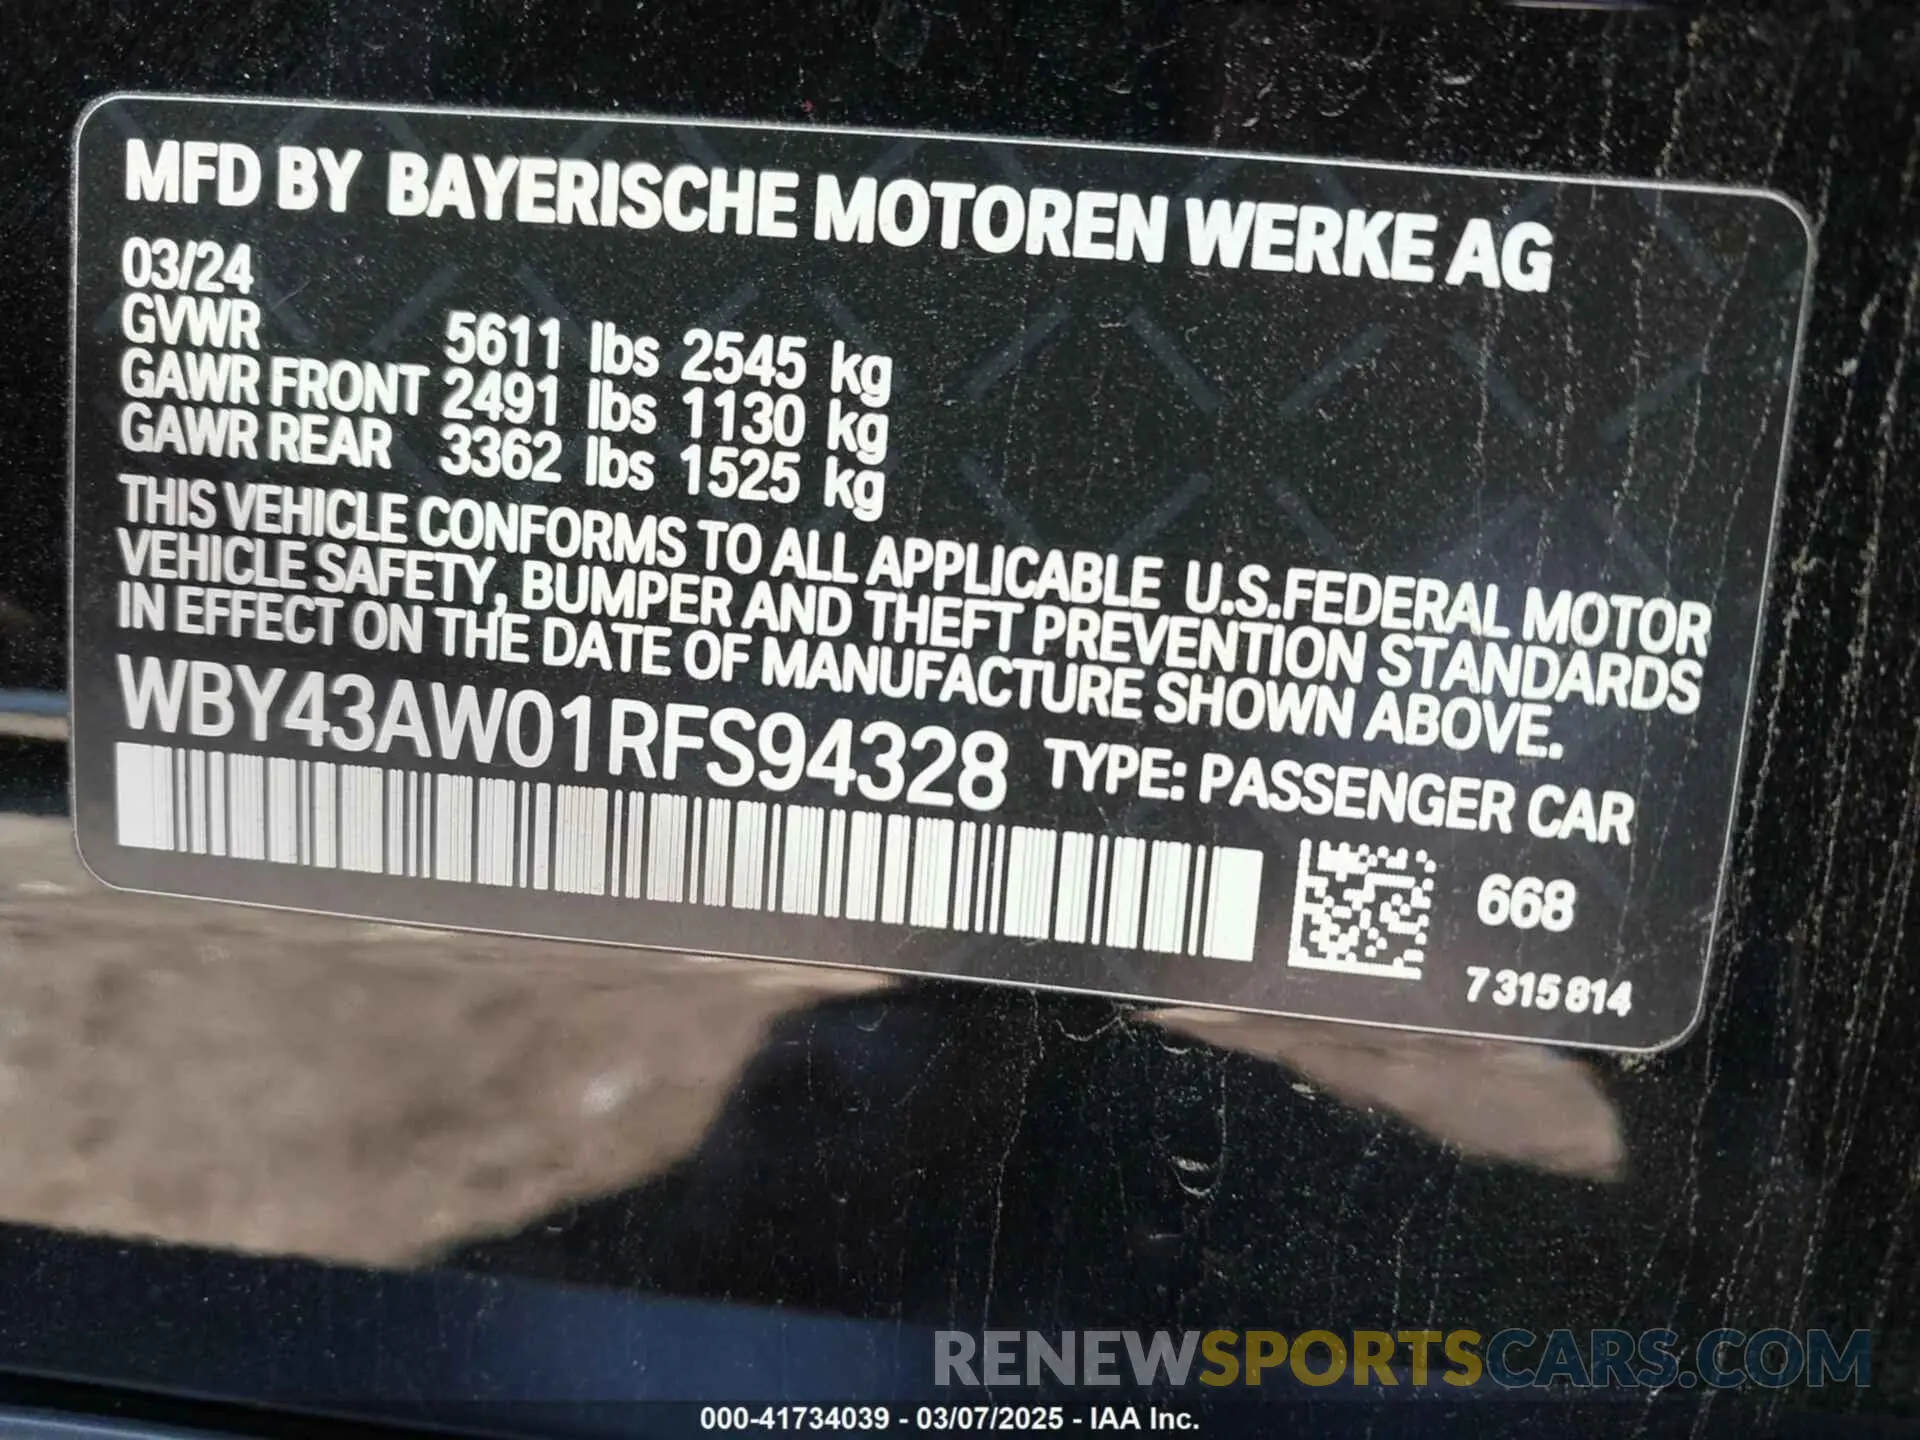 MFD BY BAYERISCHE MOTOREN WERKE AG
03/24
GVWR 5611 lbs 2545 kg
GAWR FRONT 2491 lbs 1130 kg
GAWR REAR 3362 lbs 1525 kg
THIS VEHICLE CONFORMS TO ALL APPLICABLE U.S.FEDERAL MOTOR
VEHICLE SAFETY, BUMPER AND THEFT PREVENTION STANDARDS
IN EFFECT ON THE DATE OF MANUFACTURE SHOWN ABOVE.
WBY43AW01RFS94328 TYPE: PASSENGER CAR
668
7 315 814
RENEWSPORTSCARS.COM
000-41734039 - 03/07/2025 - IAA Inc.